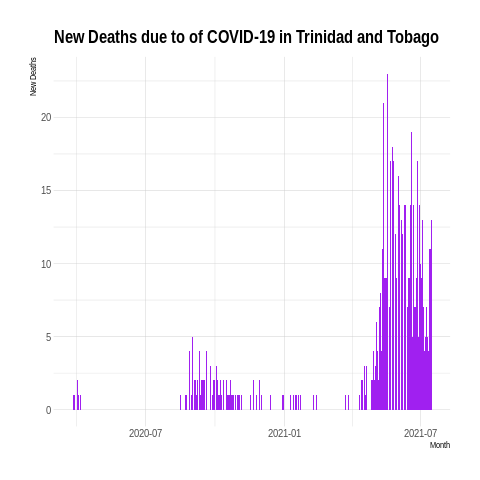 New Deaths due to of COVID-19 in Trinidad and Tobago
New Deaths
20
15
10
5
0
2020-07
2021-01
2021-07
Month